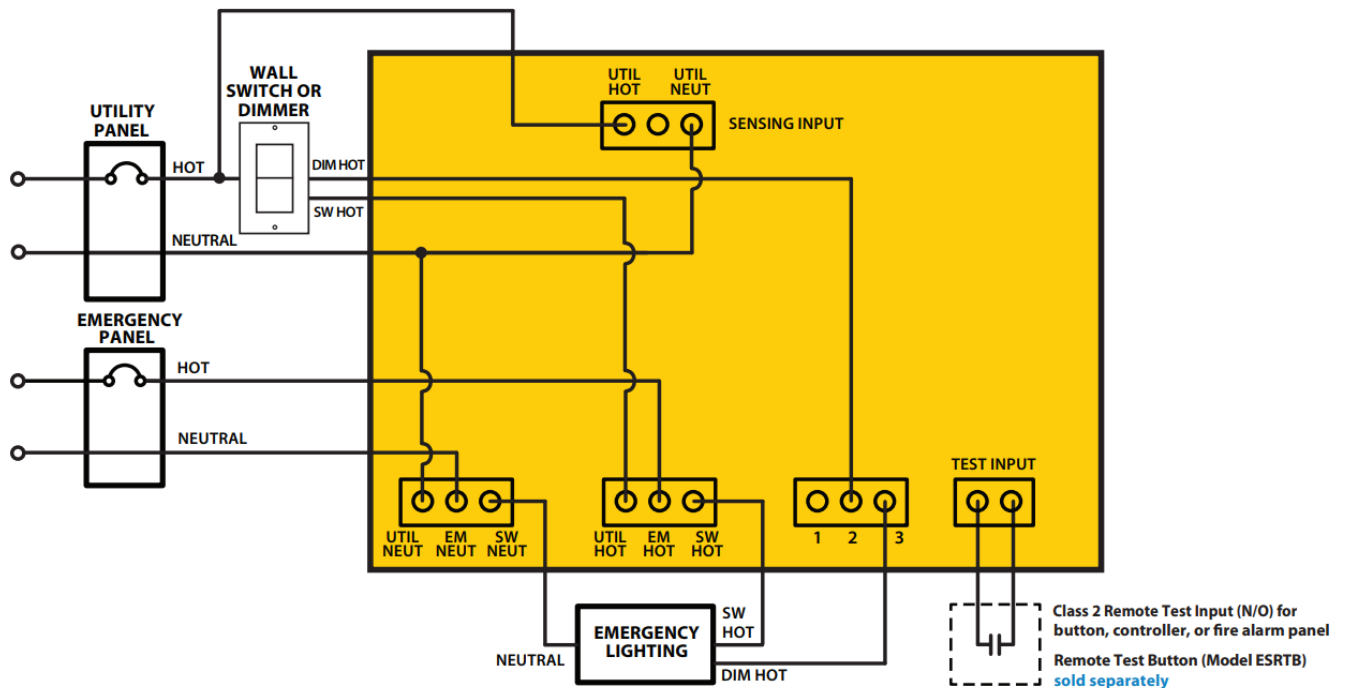 WALL
SWITCH OR
DIMMER
UTILITY
PANEL
HOT
DIM HOT
SW HOT
NEUTRAL
UTIL
HOT
UTIL
NEUT
SENSING INPUT
EMERGENCY
PANEL
HOT
NEUTRAL
TEST INPUT
UTIL
NEUT
EM
NEUT
SW
NEUT
UTIL
HOT
EM
HOT
SW
HOT
1 2 3
EMERGENCY
LIGHTING
NEUTRAL
SW
HOT
DIM HOT
Class 2 Remote Test Input (N/O) for
button, controller, or fire alarm panel
Remote Test Button (Model ESRTB)
sold separately